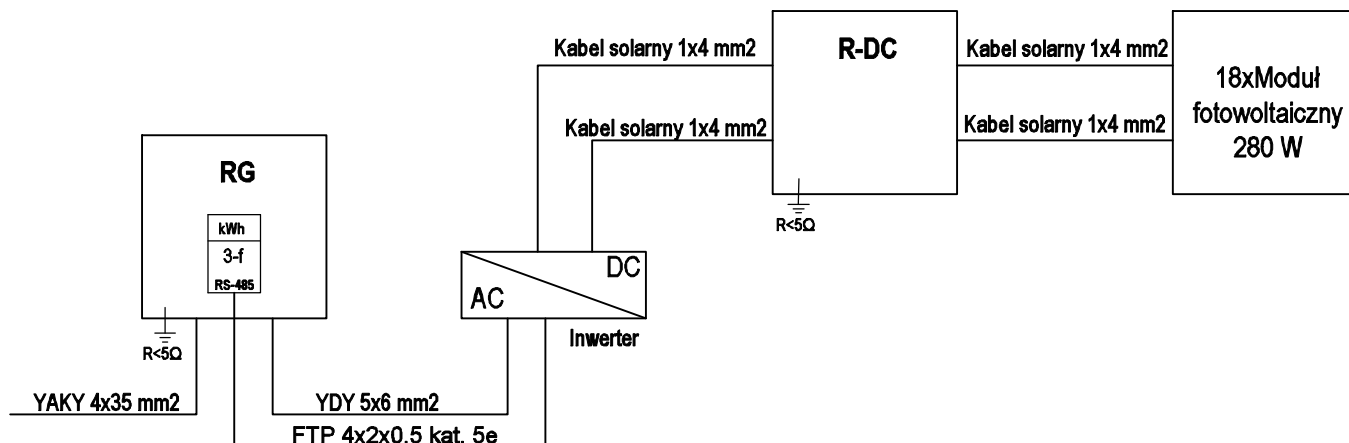 Kabel solarny 1x4 mm2
R-DC
Kabel solarny 1x4 mm2
18xModuł
fotowoltaiczny
280 W
Kabel solarny 1x4 mm2
Kabel solarny 1x4 mm2
RG
kWh
3-f
RS-485
R<5Ω
R<5Ω
DC
AC
Inwerter
YAKY 4x35 mm2
YDY 5x6 mm2
FTP 4x2x0,5 kat. 5e